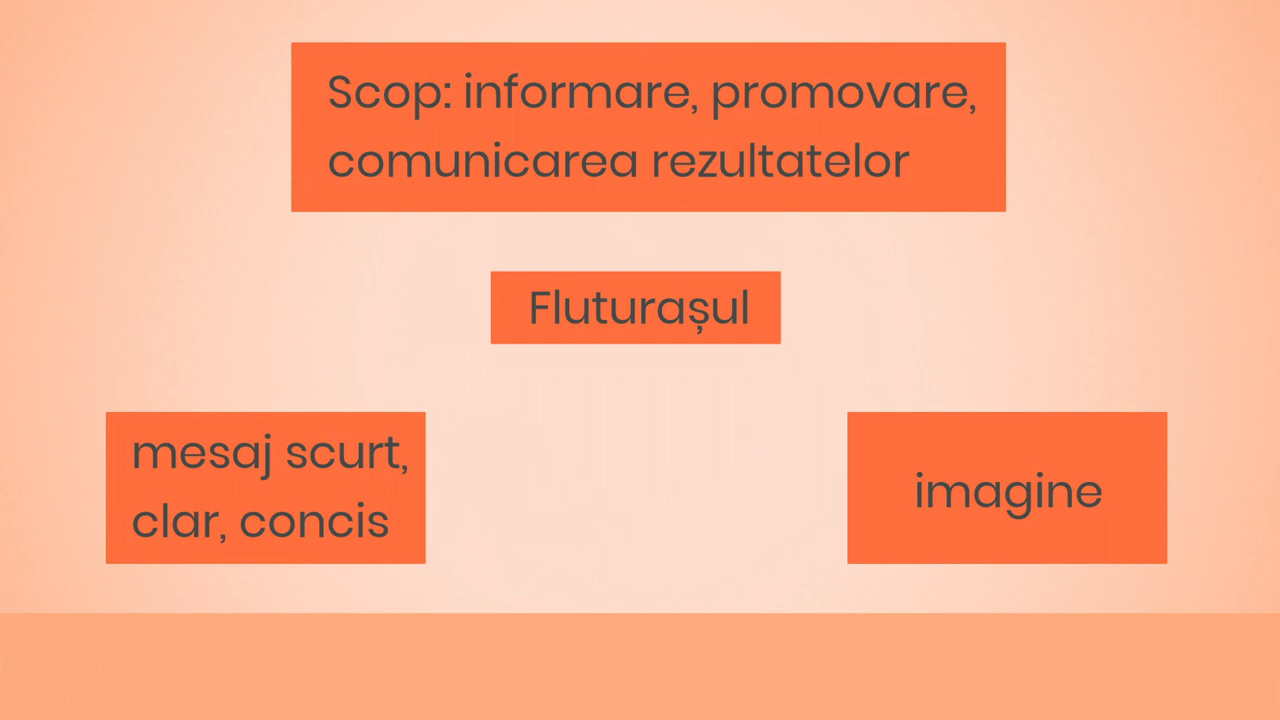 Scop: informare, promovare,
comunicarea rezultatelor
Fluturașul
mesaj scurt,
clar, concis
imagine